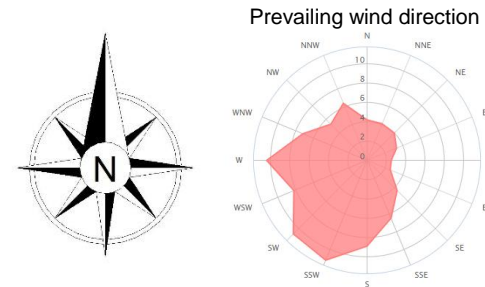 Prevailing wind direction
N
NNW
NNE
NW
NE
10
8
6
WNW
4
2
W
0
WSW
SW
SE
SSW
SSE
S
N